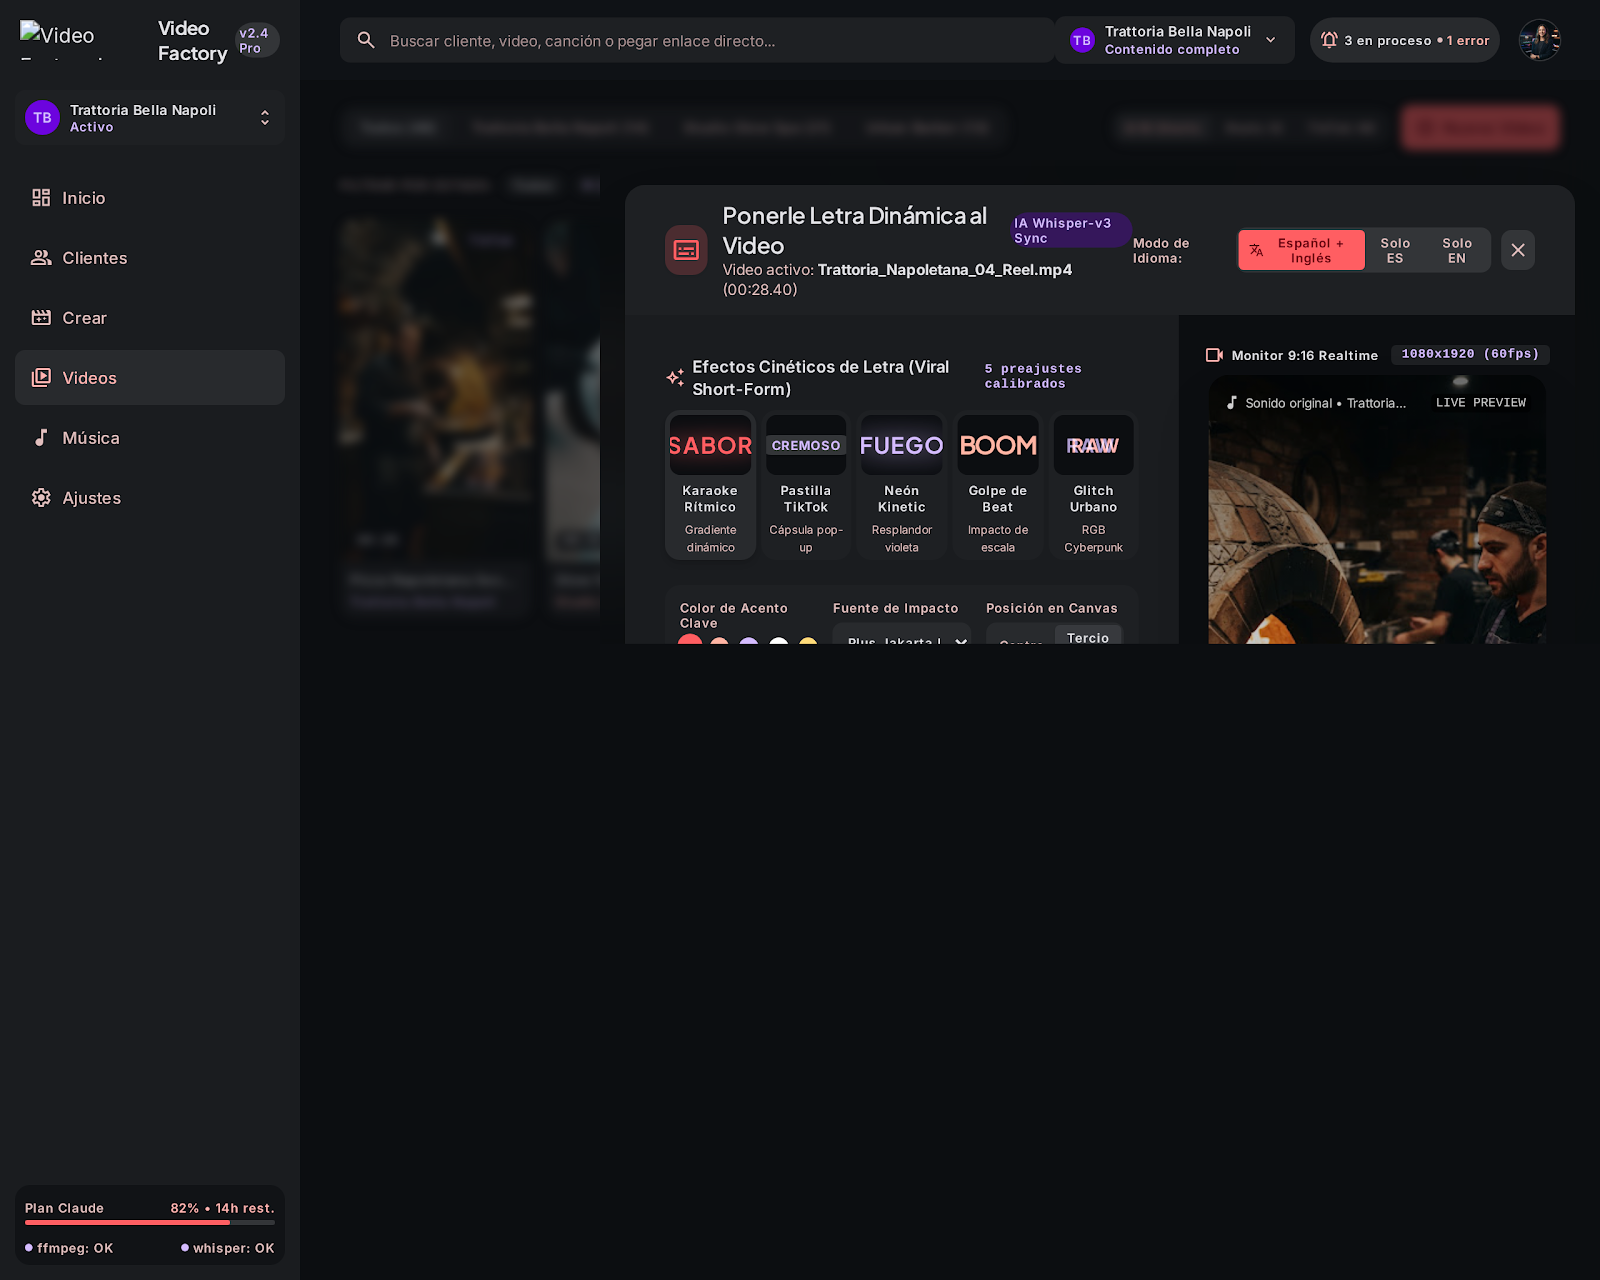 Video
Video
Factory
v2.4
Pro
Buscar cliente, video, canción o pegar enlace directo...
TB
Trattoria Bella Napoli
Contenido completo
3 en proceso • 1 error
TB
Trattoria Bella Napoli
Activo
Inicio
Clientes
Crear
Videos
Música
Ajustes
Ponerle Letra Dinámica al
Video
IA Whisper-v3
Sync
Video activo: Trattoria_Napoletana_04_Reel.mp4
(00:28.40)
Modo de
Idioma:
Español +
Inglés
Solo
ES
Solo
EN
Efectos Cinéticos de Letra (Viral
Short-Form)
5 preajustes
calibrados
SABOR
Karaoke
Rítmico
Gradiente
dinámico
CREMOSO
Pastilla
TikTok
Cápsula pop-
up
FUEGO
Neón
Kinetic
Resplandor
violeta
BOOM
Golpe de
Beat
Impacto de
escala
RAW
Glitch
Urbano
RGB
Cyberpunk
Color de Acento
Clave
Fuente de Impacto
Plus Jakarta
Posición en Canvas
Centro
Tercio
Monitor 9:16 Realtime
1080x1920 (60fps)
Sonido original • Trattoria...
LIVE PREVIEW
Plan Claude
82% • 14h rest.
ffmpeg: OK
whisper: OK